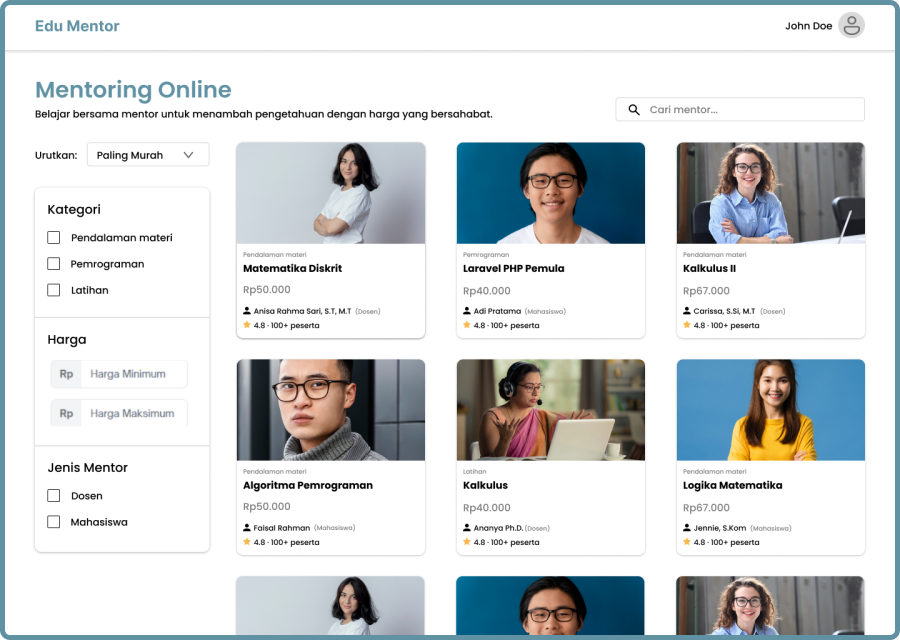 Edu Mentor
John Doe
Mentoring Online
Belajar bersama mentor untuk menambah pengetahuan dengan harga yang bersahabat.
Cari mentor...
Urutkan:
Paling Murah
Kategori
Pendalaman materi
Pemrograman
Latihan
Harga
Rp Harga Minimum
Rp Harga Maksimum
Jenis Mentor
Dosen
Mahasiswa
Pendalaman materi
Matematika Diskrit
Rp50.000
Anisa Rahma Sari, S.T, M.T (Dosen)
4.8 · 100+ peserta
Pemrograman
Laravel PHP Pemula
Rp40.000
Adi Pratama (Mahasiswa)
4.8 · 100+ peserta
Pendalaman materi
Kalkulus II
Rp67.000
Carissa, S.Si, M.T (Dosen)
4.8 · 100+ peserta
Pendalaman materi
Algoritma Pemrograman
Rp50.000
Faisal Rahman (Mahasiswa)
4.8 · 100+ peserta
Latihan
Kalkulus
Rp40.000
Ananya Ph.D. (Dosen)
4.8 · 100+ peserta
Pendalaman materi
Logika Matematika
Rp67.000
Jennie, S.Kom (Mahasiswa)
4.8 · 100+ peserta